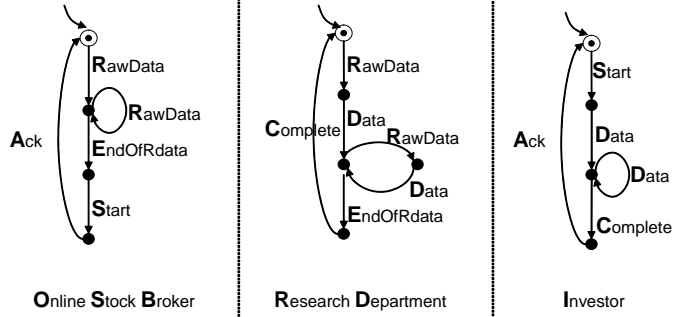 RawData
RawData
Ack
EndOfRdata
Start
Online Stock Broker
RawData
Complete
Data
RawData
Data
EndOfRdata
Research Department
Start
Ack
Data
Data
Complete
Investor